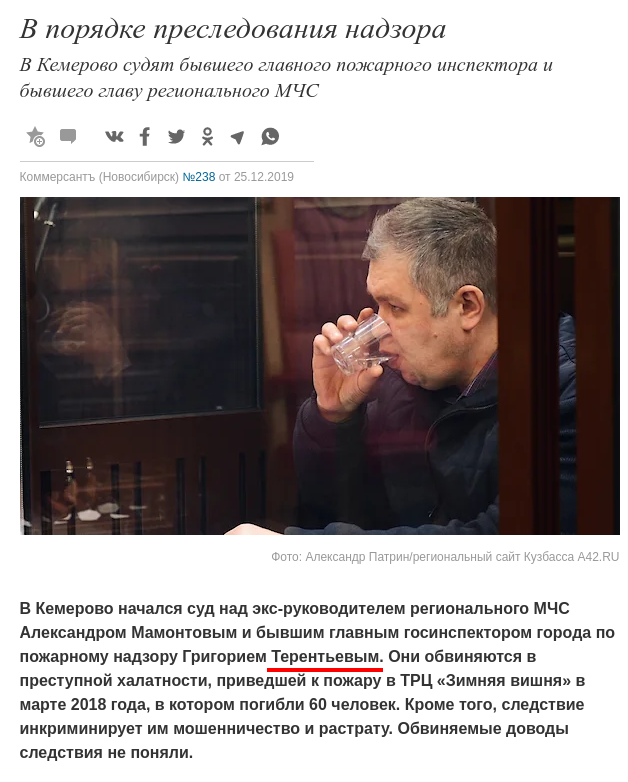 В порядке преследования надзора
В Кемерово судят бывшего главного пожарного инспектора и
бывшего главу регионального МЧС
Коммерсантъ (Новосибирск) №238 от 25.12.2019
Фото: Александр Патрин/региональный сайт Кузбасса A42.RU
В Кемерово начался суд над экс-руководителем регионального МЧС
Александром Мамонтовым и бывшим главным госинспектором города по
пожарному надзору Григорием Терентьевым. Они обвиняются в
преступной халатности, приведшей к пожару в ТРЦ «Зимняя вишня» в
марте 2018 года, в котором погибли 60 человек. Кроме того, следствие
инкриминирует им мошенничество и растрату. Обвиняемые доводы
следствия не поняли.